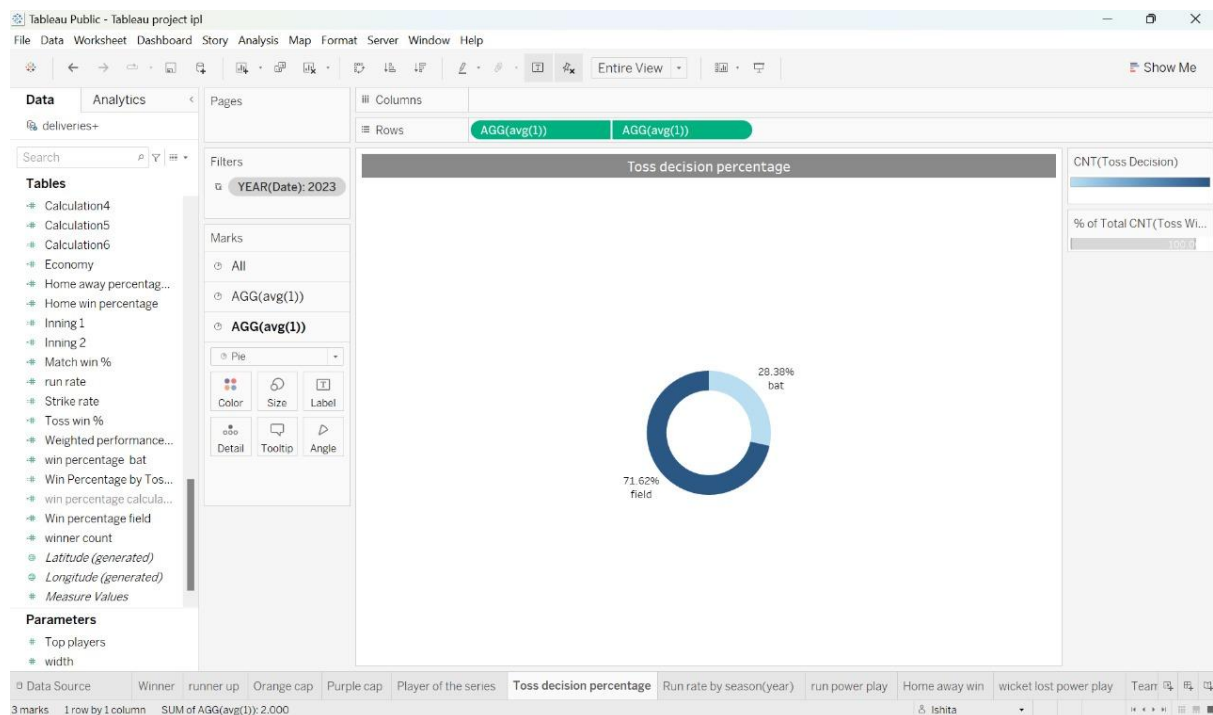 Tableau Public - Tableau project ipl
File Data Worksheet Dashboard Story Analysis Map Format Server Window Help
Entire View
Show Me
Data Analytics
Pages
Columns
deliveries+
Rows AGG(avg(1)) AGG(avg(1))
Search
Filters
YEAR(Date): 2023
Toss decision percentage
CNT(Toss Decision)
% of Total CNT(Toss Wi...
100.0
Tables
Calculation4
Calculation5
Calculation6
Economy
Home away percentag...
Home win percentage
Inning 1
Inning 2
Match win %
run rate
Strike rate
Toss win %
Weighted performance...
win percentage bat
Win Percentage by Tos...
win percentage calcula...
Win percentage field
winner count
Latitude (generated)
Longitude (generated)
Measure Values
Parameters
Top players
width
Marks
All
AGG(avg(1))
AGG(avg(1))
Pie
Color Size Label
Detail Tooltip Angle
28.38%
bat
71.62%
field
Data Source Winner runner up Orange cap Purple cap Player of the series Toss decision percentage Run rate by season(year) run power play Home away win wicket lost power play Team
3 marks 1 row by 1 column SUM of AGG(avg(1)): 2.000 Ishita